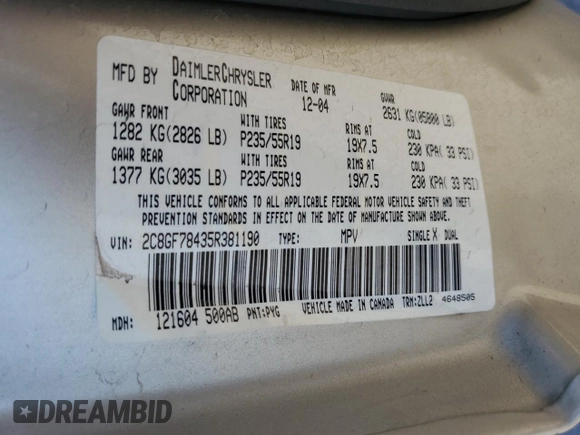 MFD BY DAIMLERCHRYSLER CORPORATION DATE OF MFR 12-04 GVWR 2631 KG(05800 LB)
GAWR FRONT WITH TIRES RIMS AT COLD
1282 KG(2826 LB) P235/55R19 19X7.5 230 KPA( 33 PSI)
GAWR REAR WITH TIRES RIMS AT COLD
1377 KG(3035 LB) P235/55R19 19X7.5 230 KPA( 33 PSI)
THIS VEHICLE CONFORMS TO ALL APPLICABLE FEDERAL MOTOR VEHICLE SAFETY AND THEFT
PREVENTION STANDARDS IN EFFECT ON THE DATE OF MANUFACTURE SHOWN ABOVE.
VIN: 2C8GF78435R381190 TYPE: MPV SINGLE X DUAL
MDH: 121604 500AB PNT:PYG VEHICLE MADE IN CANADA TRM:ZLL2 4648505
DREAMBID